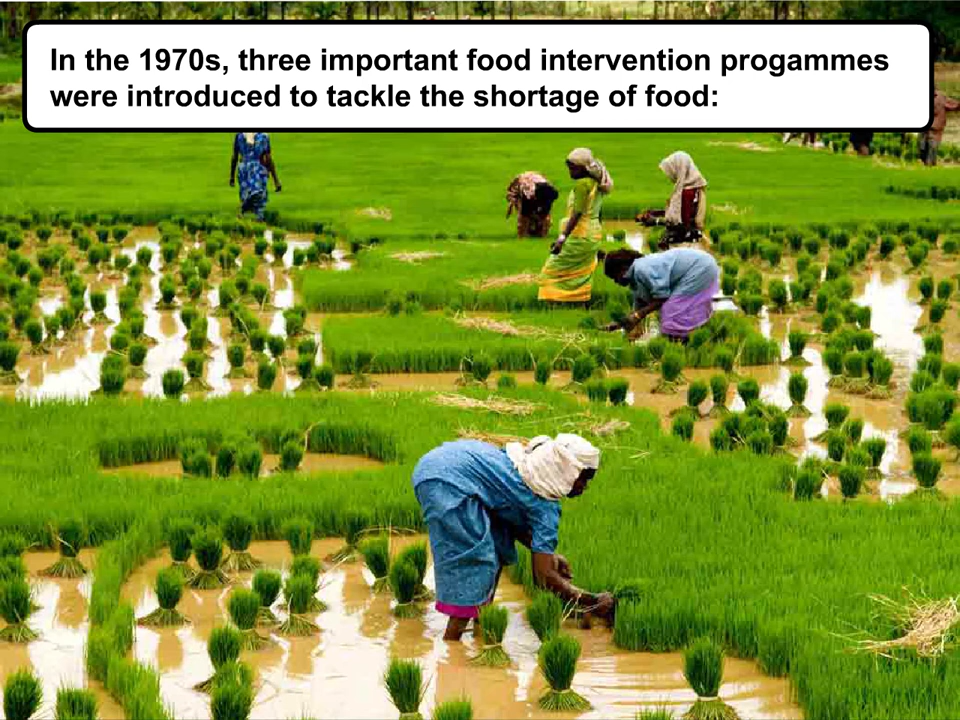 In the 1970s, three important food intervention progammes
were introduced to tackle the shortage of food: